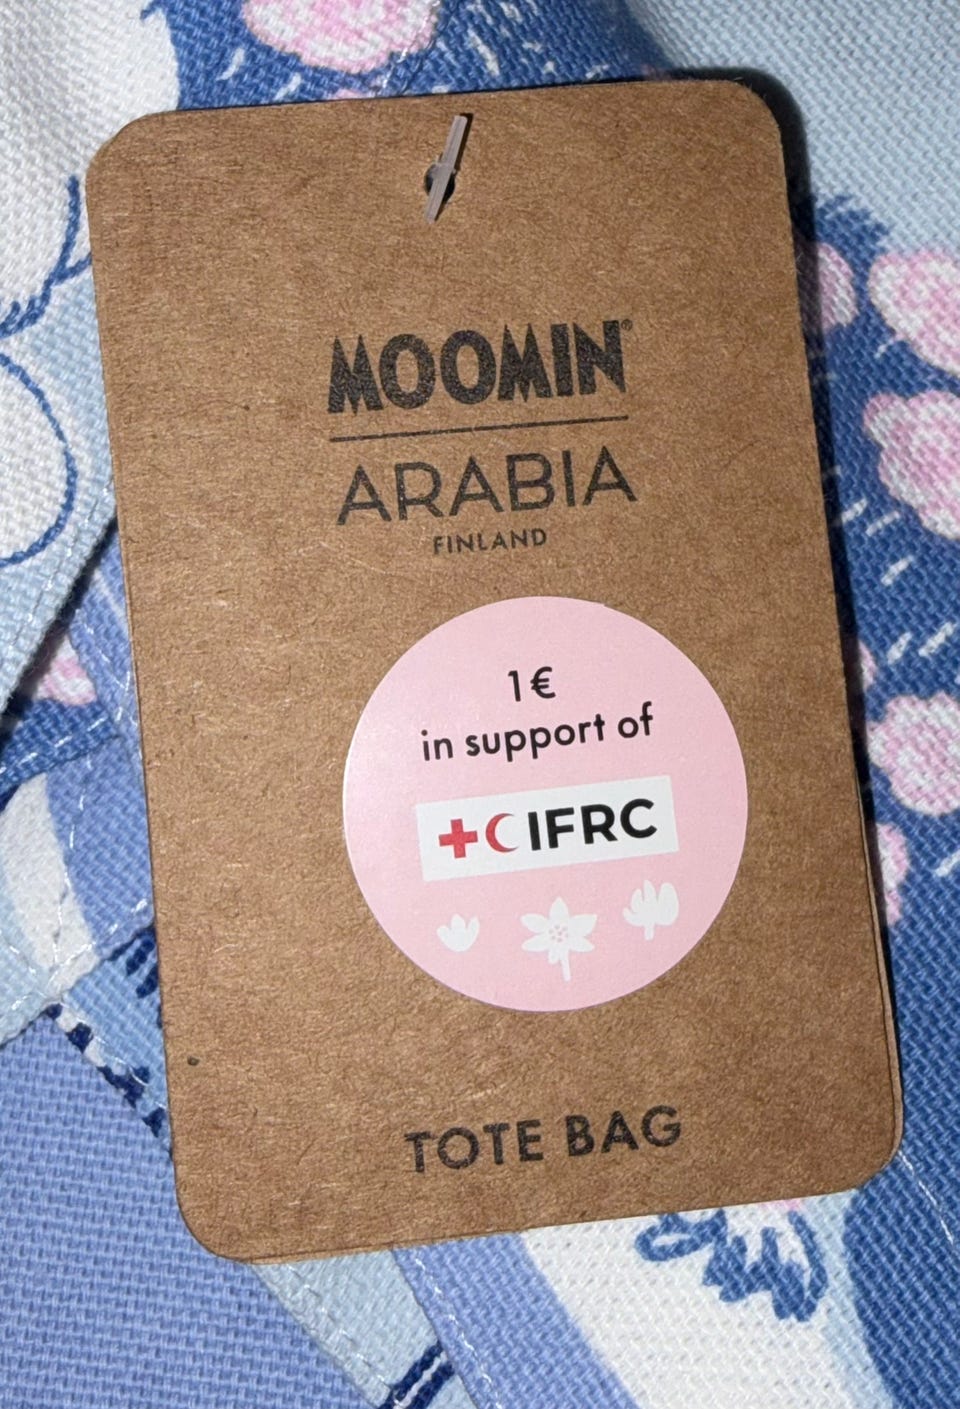 MOOMIN®
ARABIA
FINLAND
1€
in support of
IFRC
TOTE BAG